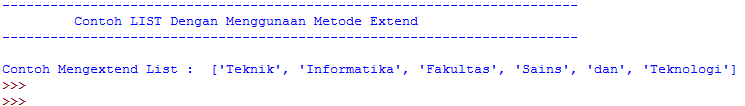 ------------------------------------------------------------------------
Contoh LIST Dengan Menggunaan Metode Extend
------------------------------------------------------------------------
Contoh Mengextend List :  ['Teknik', 'Informatika', 'Fakultas', 'Sains', 'dan', 'Teknologi']
>>>
>>>